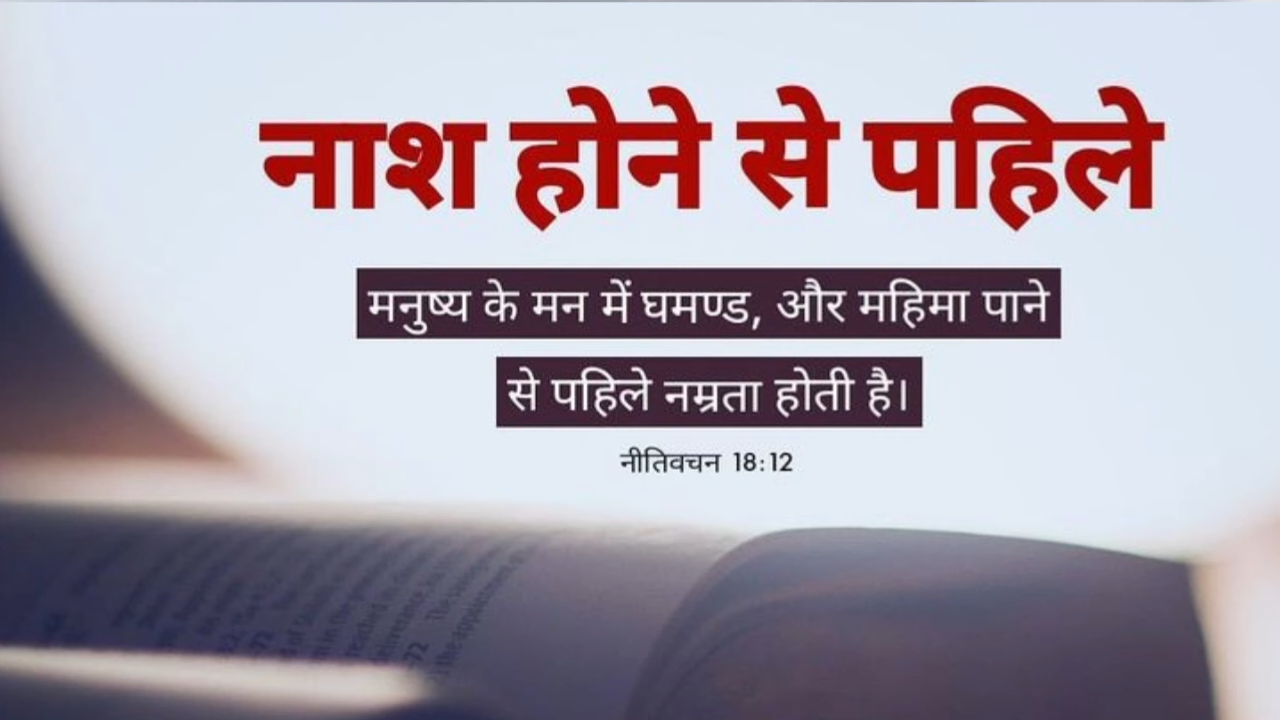 नाश होने से पहिले
मनुष्य के मन में घमण्ड, और महिमा पाने
से पहिले नम्रता होती है।
नीतिवचन 18:12